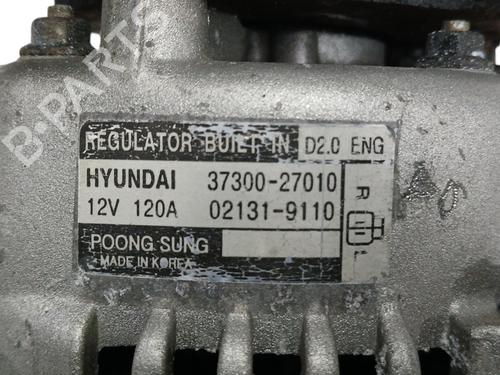 B-PARTS
REGULATOR BUILT IN D2.0 ENG
HYUNDAI 37300-27010
12V 120A 02131-9110
POONG SUNG
MADE IN KOREA
R
L